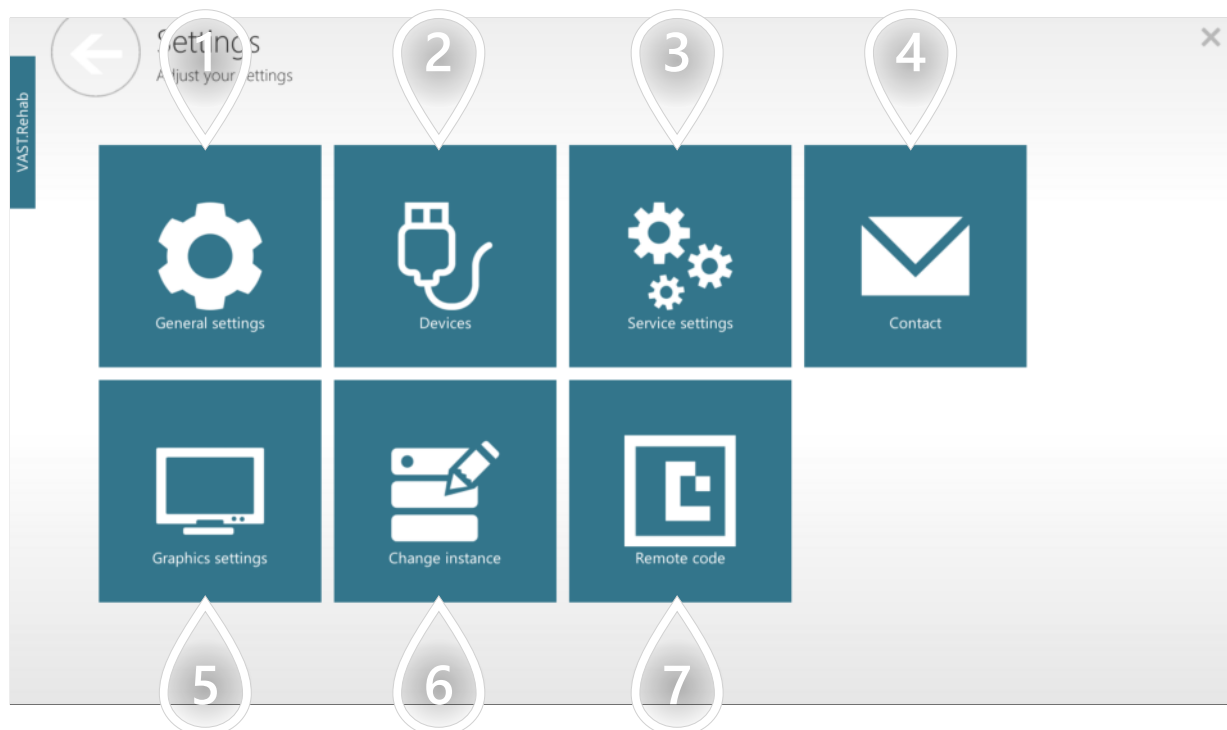 1 2 3 4
Settings
Adjust your settings
VAST.Rehab
General settings
Devices
Service settings
Contact
Graphics settings
Change instance
Remote code
5 6 7